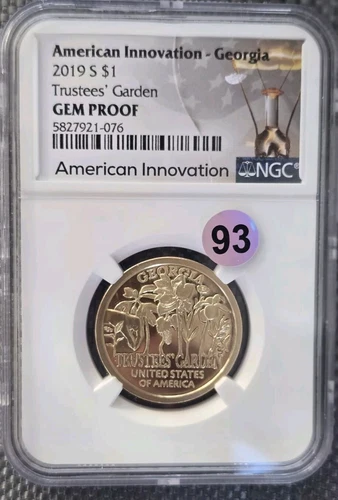 American Innovation - Georgia
2019 S $1
Trustees' Garden
GEM PROOF
5827921-076
American Innovation
NGC®
93
GEORGIA
TRUSTEES' GARDEN
UNITED STATES
OF AMERICA